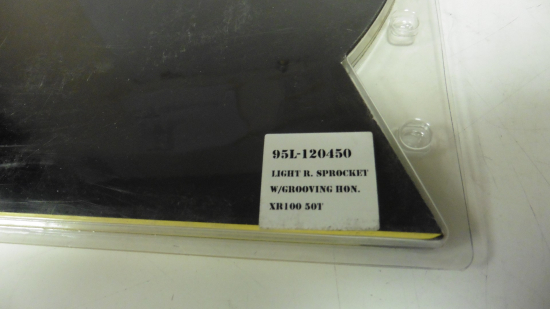 95L-120450
LIGHT R. SPROCKET
W/GROOVING HON.
XR100 50T